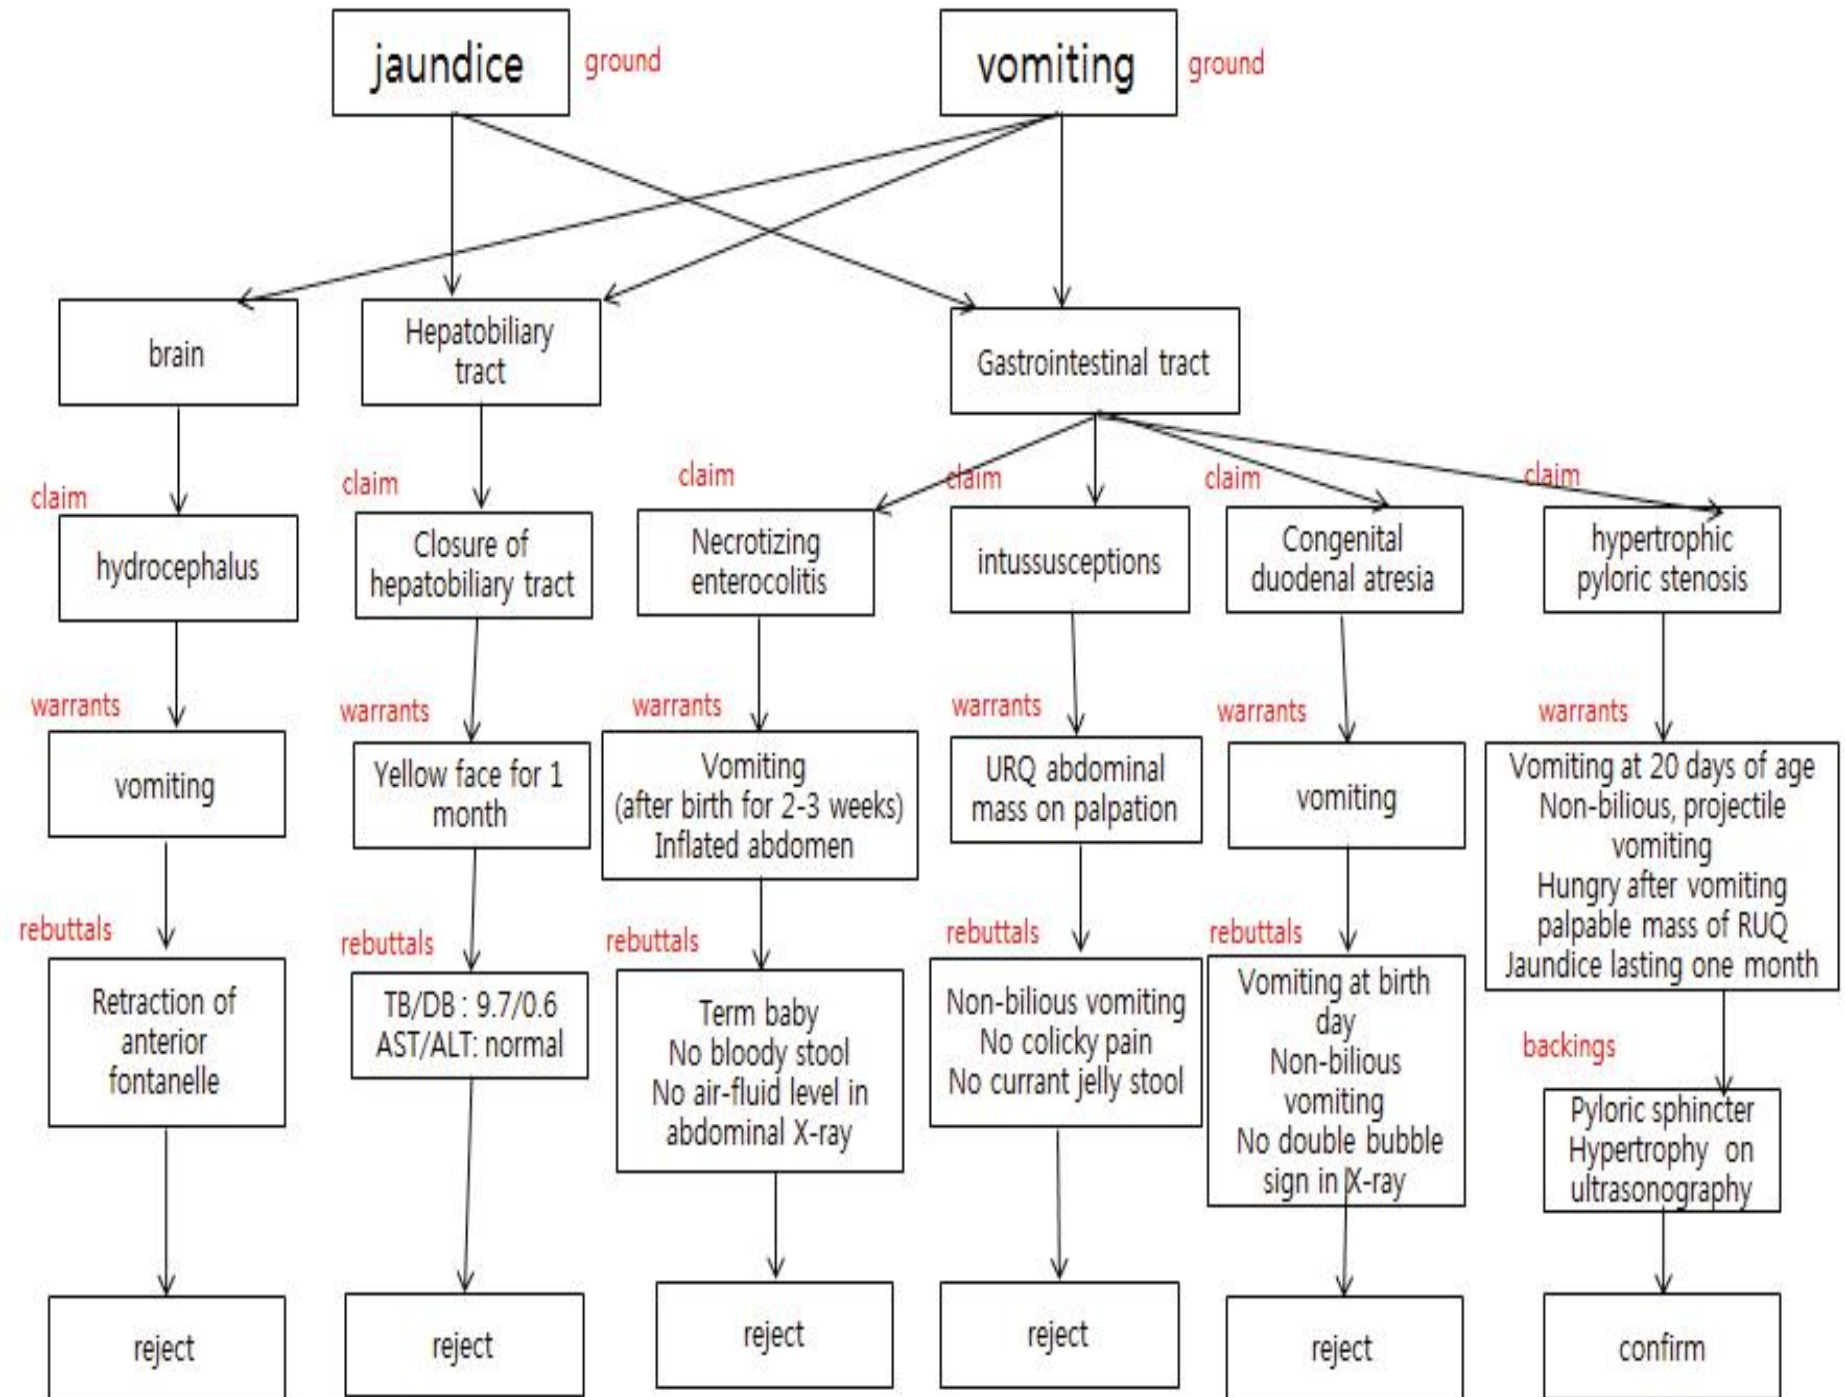 jaundice
ground
vomiting
ground
brain
Hepatobiliary
tract
Gastrointestinal tract
claim
claim
claim
claim
claim
claim
hydrocephalus
Closure of
hepatobiliary tract
Necrotizing
enterocolitis
intussusceptions
Congenital
duodenal atresia
hypertrophic
pyloric stenosis
warrants
warrants
warrants
warrants
warrants
warrants
vomiting
Yellow face for 1
month
Vomiting
(after birth for 2-3 weeks)
Inflated abdomen
URQ abdominal
mass on palpation
vomiting
Vomiting at 20 days of age
Non-bilious, projectile
vomiting
Hungry after vomiting
palpable mass of RUQ
Jaundice lasting one month
rebuttals
rebuttals
rebuttals
rebuttals
rebuttals
backings
Retraction of
anterior
fontanelle
TB/DB : 9.7/0.6
AST/ALT: normal
Term baby
No bloody stool
No air-fluid level in
abdominal X-ray
Non-bilious vomiting
No colicky pain
No currant jelly stool
Vomiting at birth
day
Non-bilious
vomiting
No double bubble
sign in X-ray
Pyloric sphincter
Hypertrophy on
ultrasonography
reject
reject
reject
reject
reject
confirm